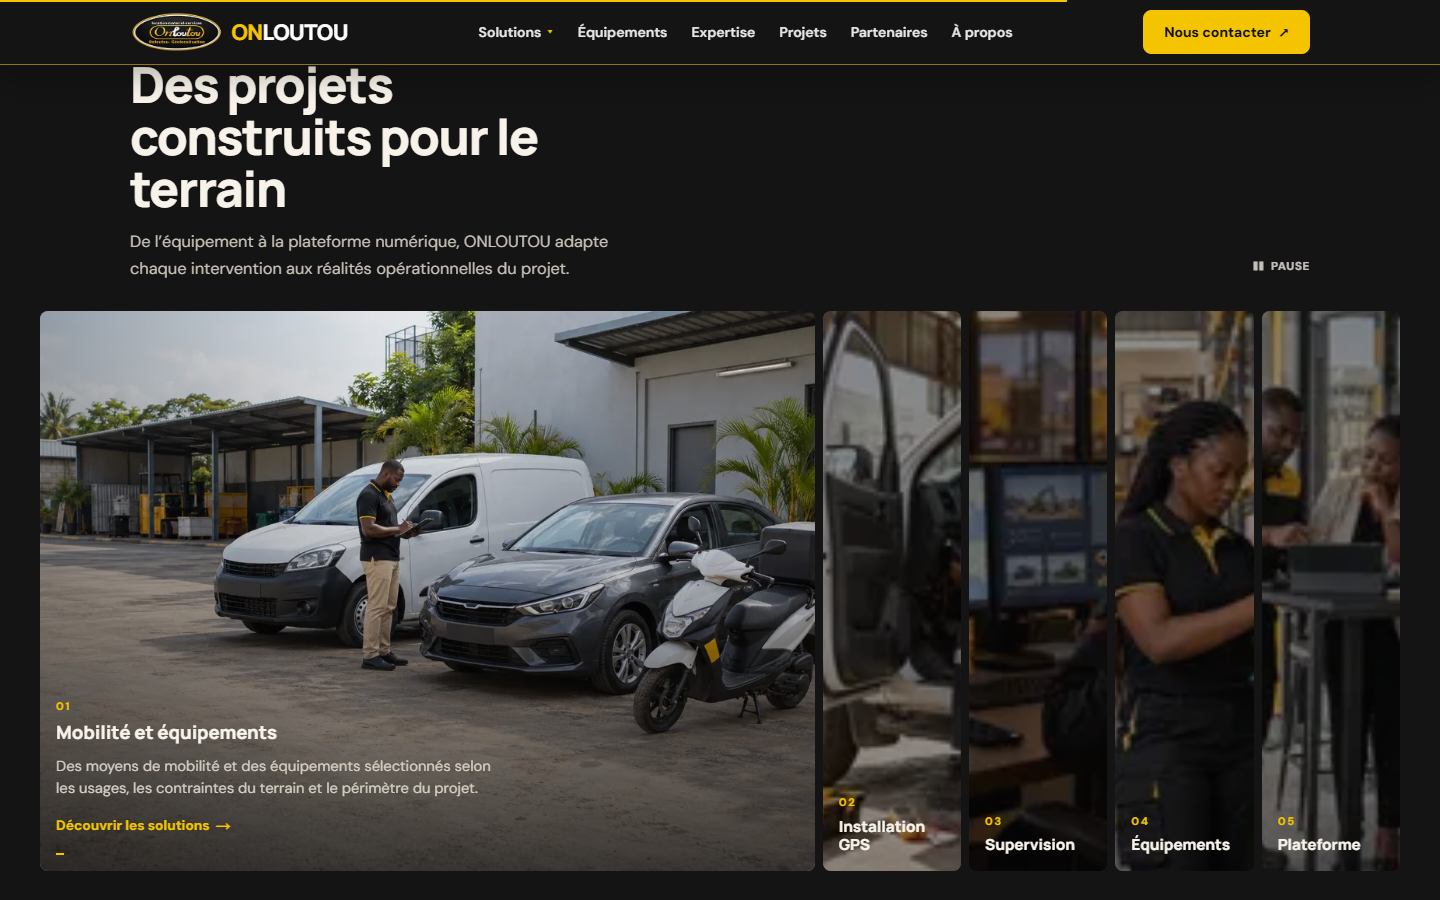 Onloutou
ONLOUTOU
Solutions
Équipements
Expertise
Projets
Partenaires
À propos
Nous contacter ↗
Des projets
construits pour le
terrain
De l’équipement à la plateforme numérique, ONLOUTOU adapte
chaque intervention aux réalités opérationnelles du projet.
PAUSE
01
Mobilité et équipements
Des moyens de mobilité et des équipements sélectionnés selon
les usages, les contraintes du terrain et le périmètre du projet.
Découvrir les solutions →
02
Installation
GPS
03
Supervision
04
Équipements
05
Plateforme